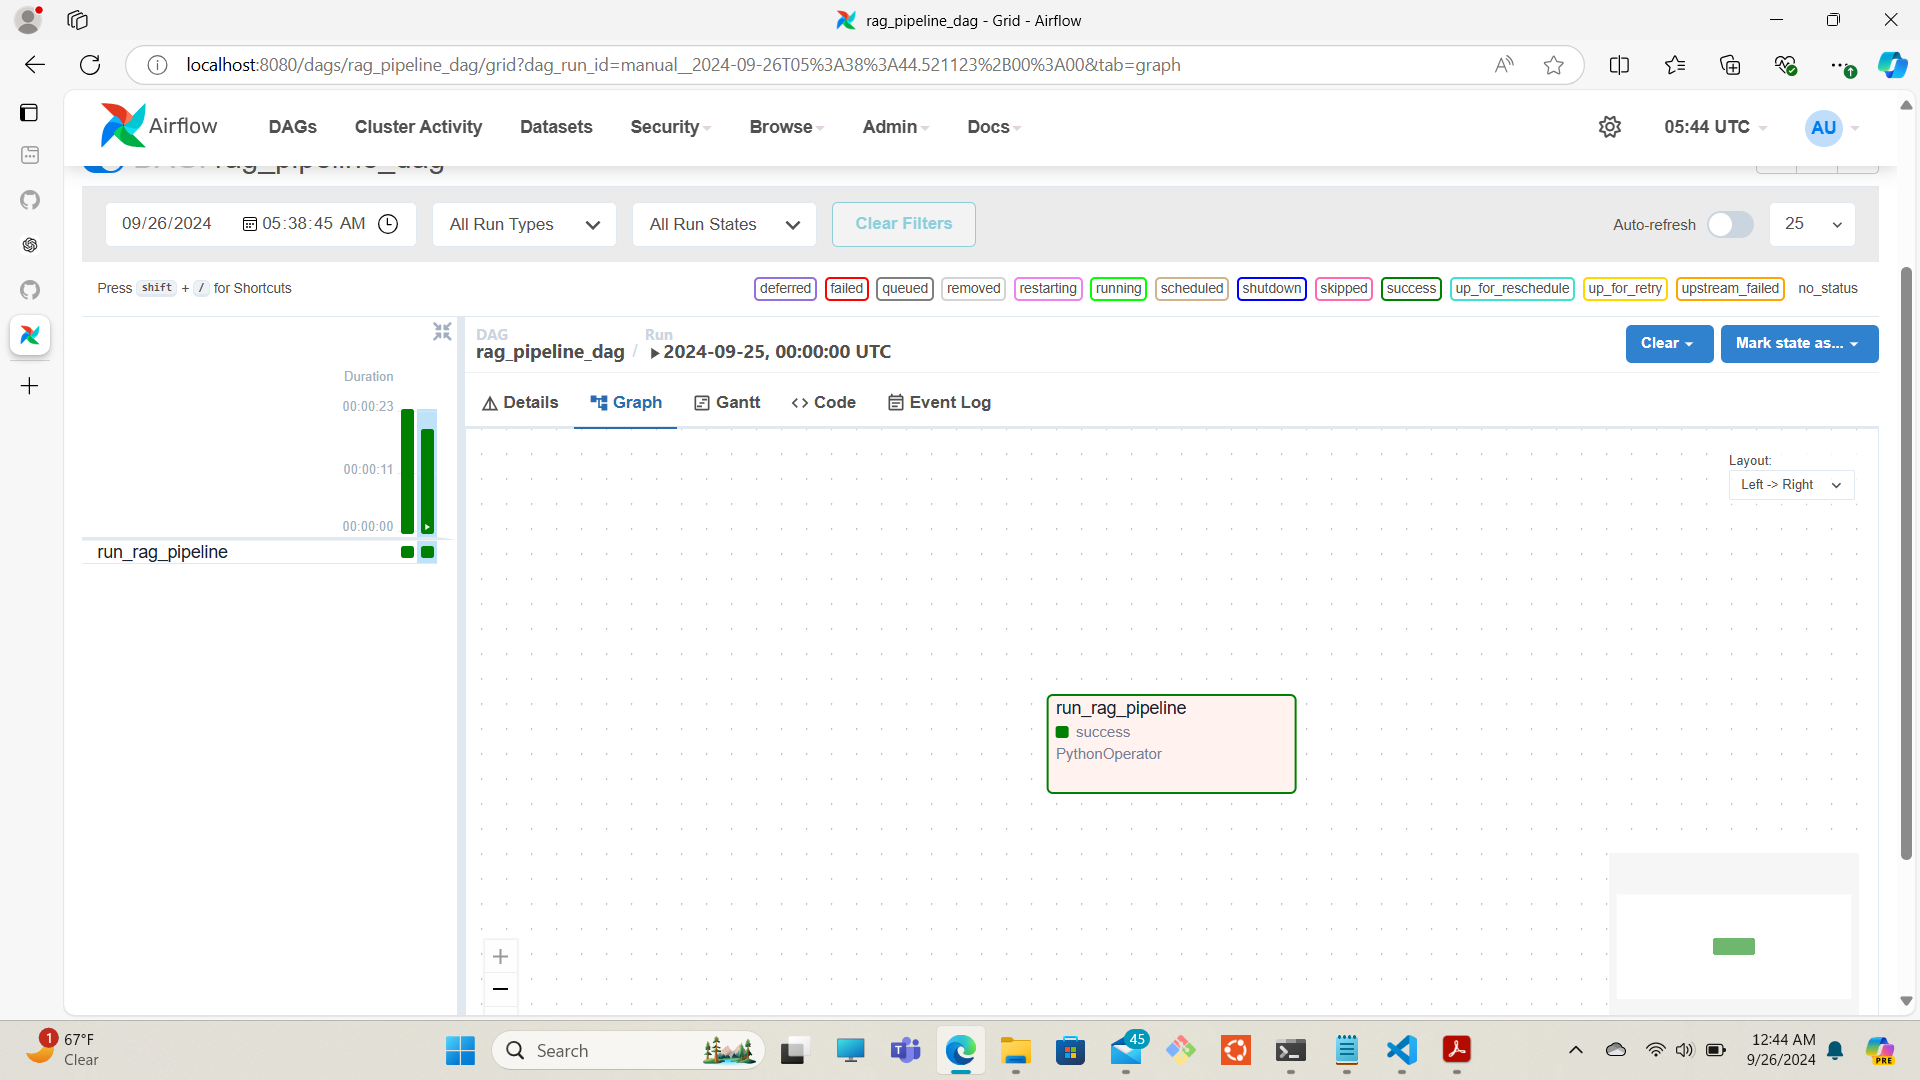 rag_pipeline_dag - Grid - Airflow
localhost:8080/dags/rag_pipeline_dag/grid?dag_run_id=manual__2024-09-26T05%3A38%3A44.521123%2B00%3A00&tab=graph
Airflow DAGs Cluster Activity Datasets Security Browse Admin Docs 05:44 UTC AU
DAG: rag_pipeline_dag
09/26/2024 05:38:45 AM All Run Types All Run States Clear Filters Auto-refresh 25
Press shift + / for Shortcuts deferred failed queued removed restarting running scheduled shutdown skipped success up_for_reschedule up_for_retry upstream_failed no_status
DAG Run
rag_pipeline_dag / 2024-09-25, 00:00:00 UTC Clear Mark state as...
Duration
00:00:23
00:00:11
00:00:00
run_rag_pipeline
Details Graph Gantt Code Event Log
Layout:
Left -> Right
run_rag_pipeline
success
PythonOperator
1
67°F
Clear
Search
45
PRE
12:44 AM
9/26/2024